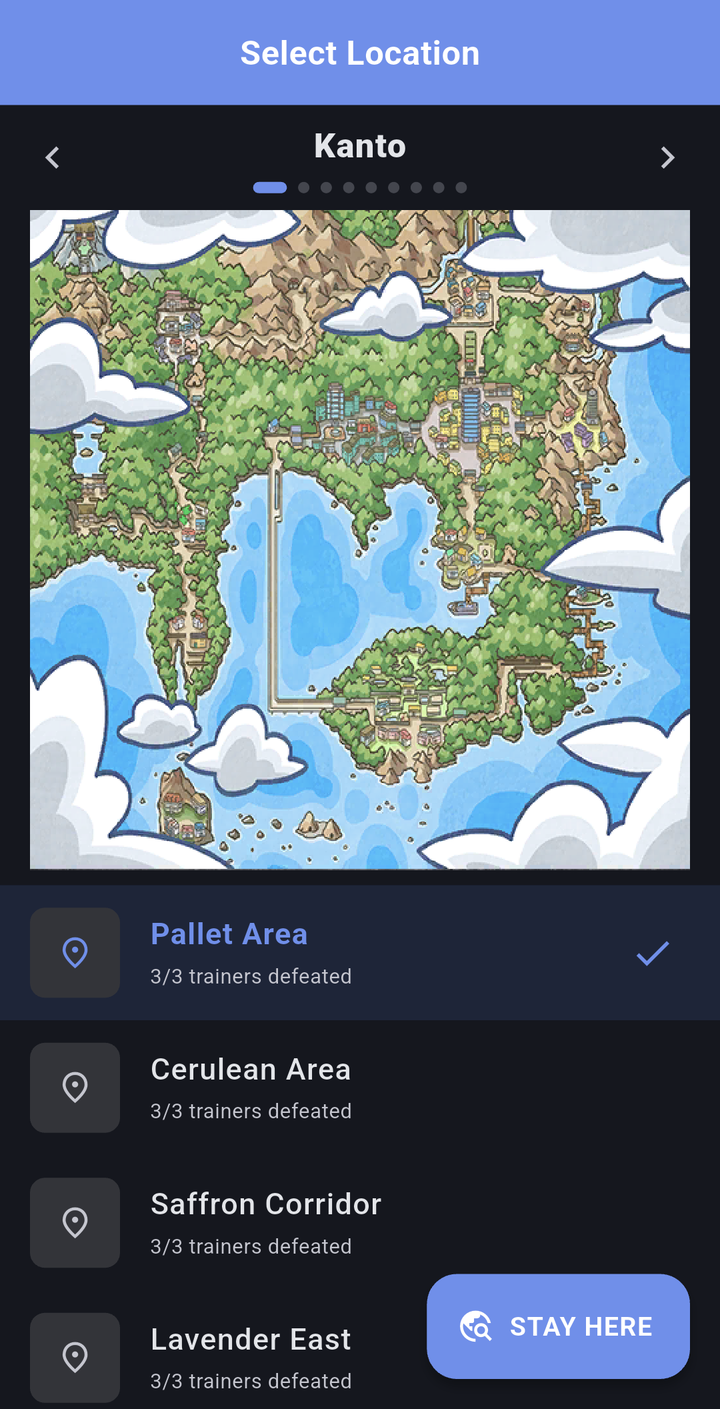 Select Location
Kanto
Pallet Area
3/3 trainers defeated
Cerulean Area
3/3 trainers defeated
Saffron Corridor
3/3 trainers defeated
STAY HERE
Lavender East
3/3 trainers defeated